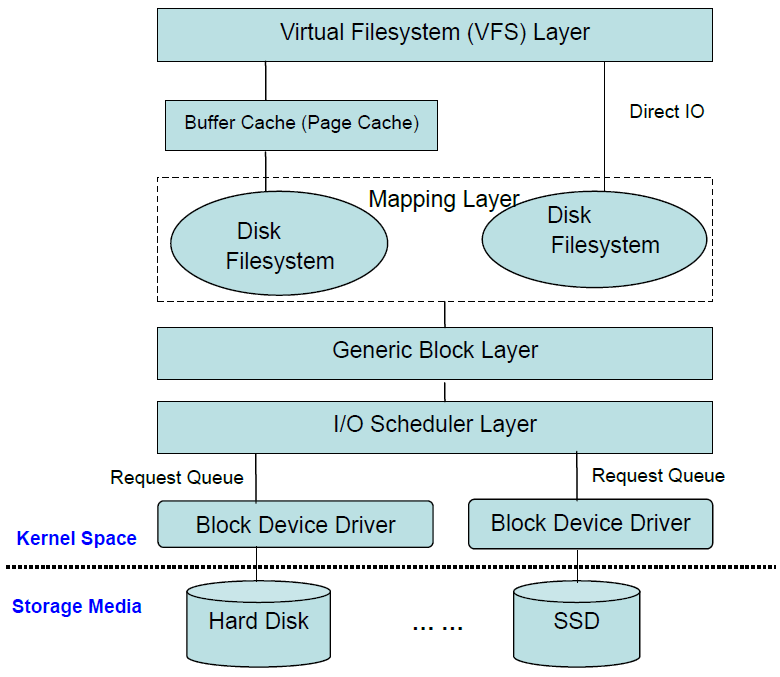 Virtual Filesystem (VFS) Layer
Buffer Cache (Page Cache)
Direct IO
Mapping Layer
Disk
Filesystem
Disk
Filesystem
Generic Block Layer
I/O Scheduler Layer
Request Queue
Request Queue
Block Device Driver
Block Device Driver
Kernel Space
Storage Media
Hard Disk
... ...
SSD